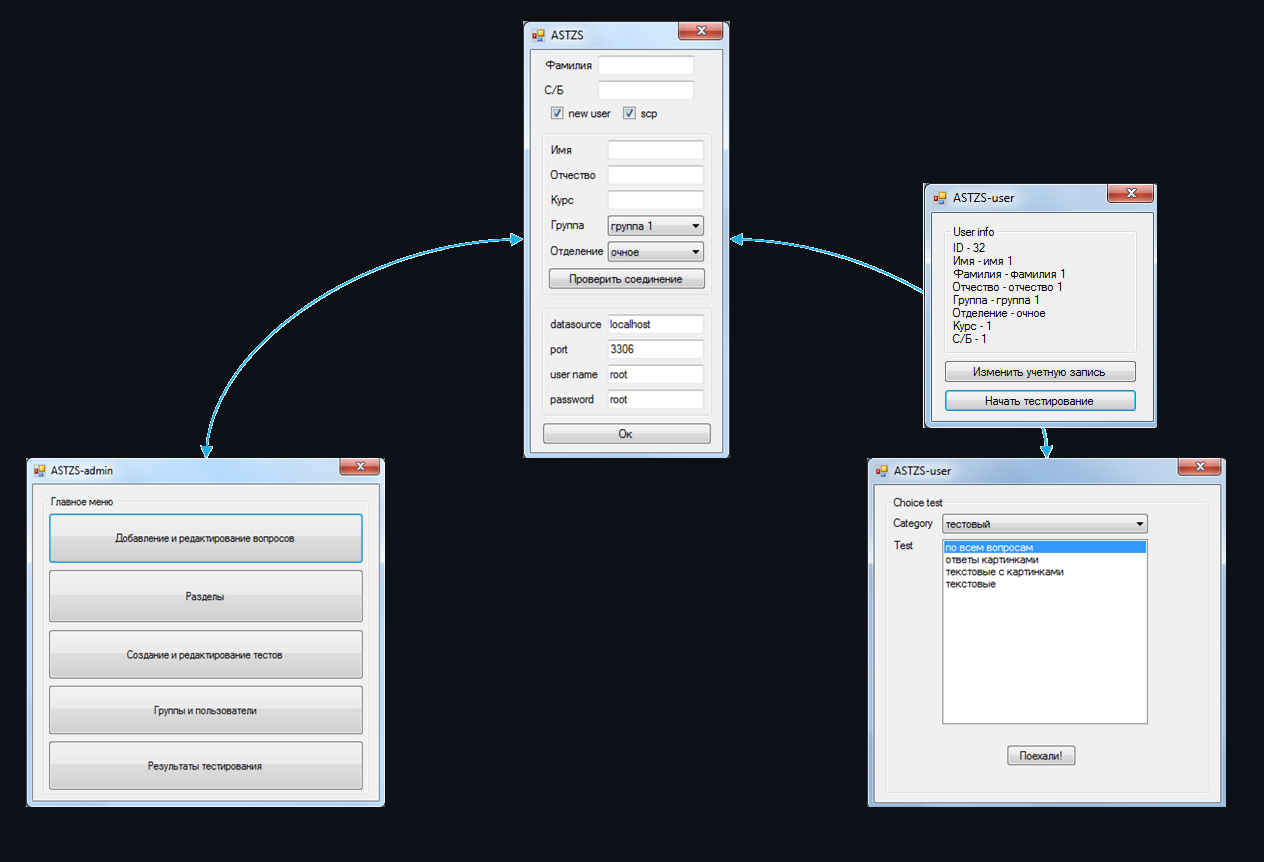 ASTZS
Фамилия
С/Б
new user scp
Имя
Отчество
Курс
Группа группа 1
Отделение очное
Проверить соединение
datasource localhost
port 3306
user name root
password root
Ок
ASTZS-user
User info
ID - 32
Имя - имя 1
Фамилия - фамилия 1
Отчество - отчество 1
Группа - группа 1
Отделение - очное
Курс - 1
С/Б - 1
Изменить учетную запись
Начать тестирование
ASTZS-admin
Главное меню
Добавление и редактирование вопросов
Разделы
Создание и редактирование тестов
Группы и пользователи
Результаты тестирования
ASTZS-user
Choice test
Category тестовый
Test
по всем вопросам
ответы картинками
текстовые с картинками
текстовые
Поехали!